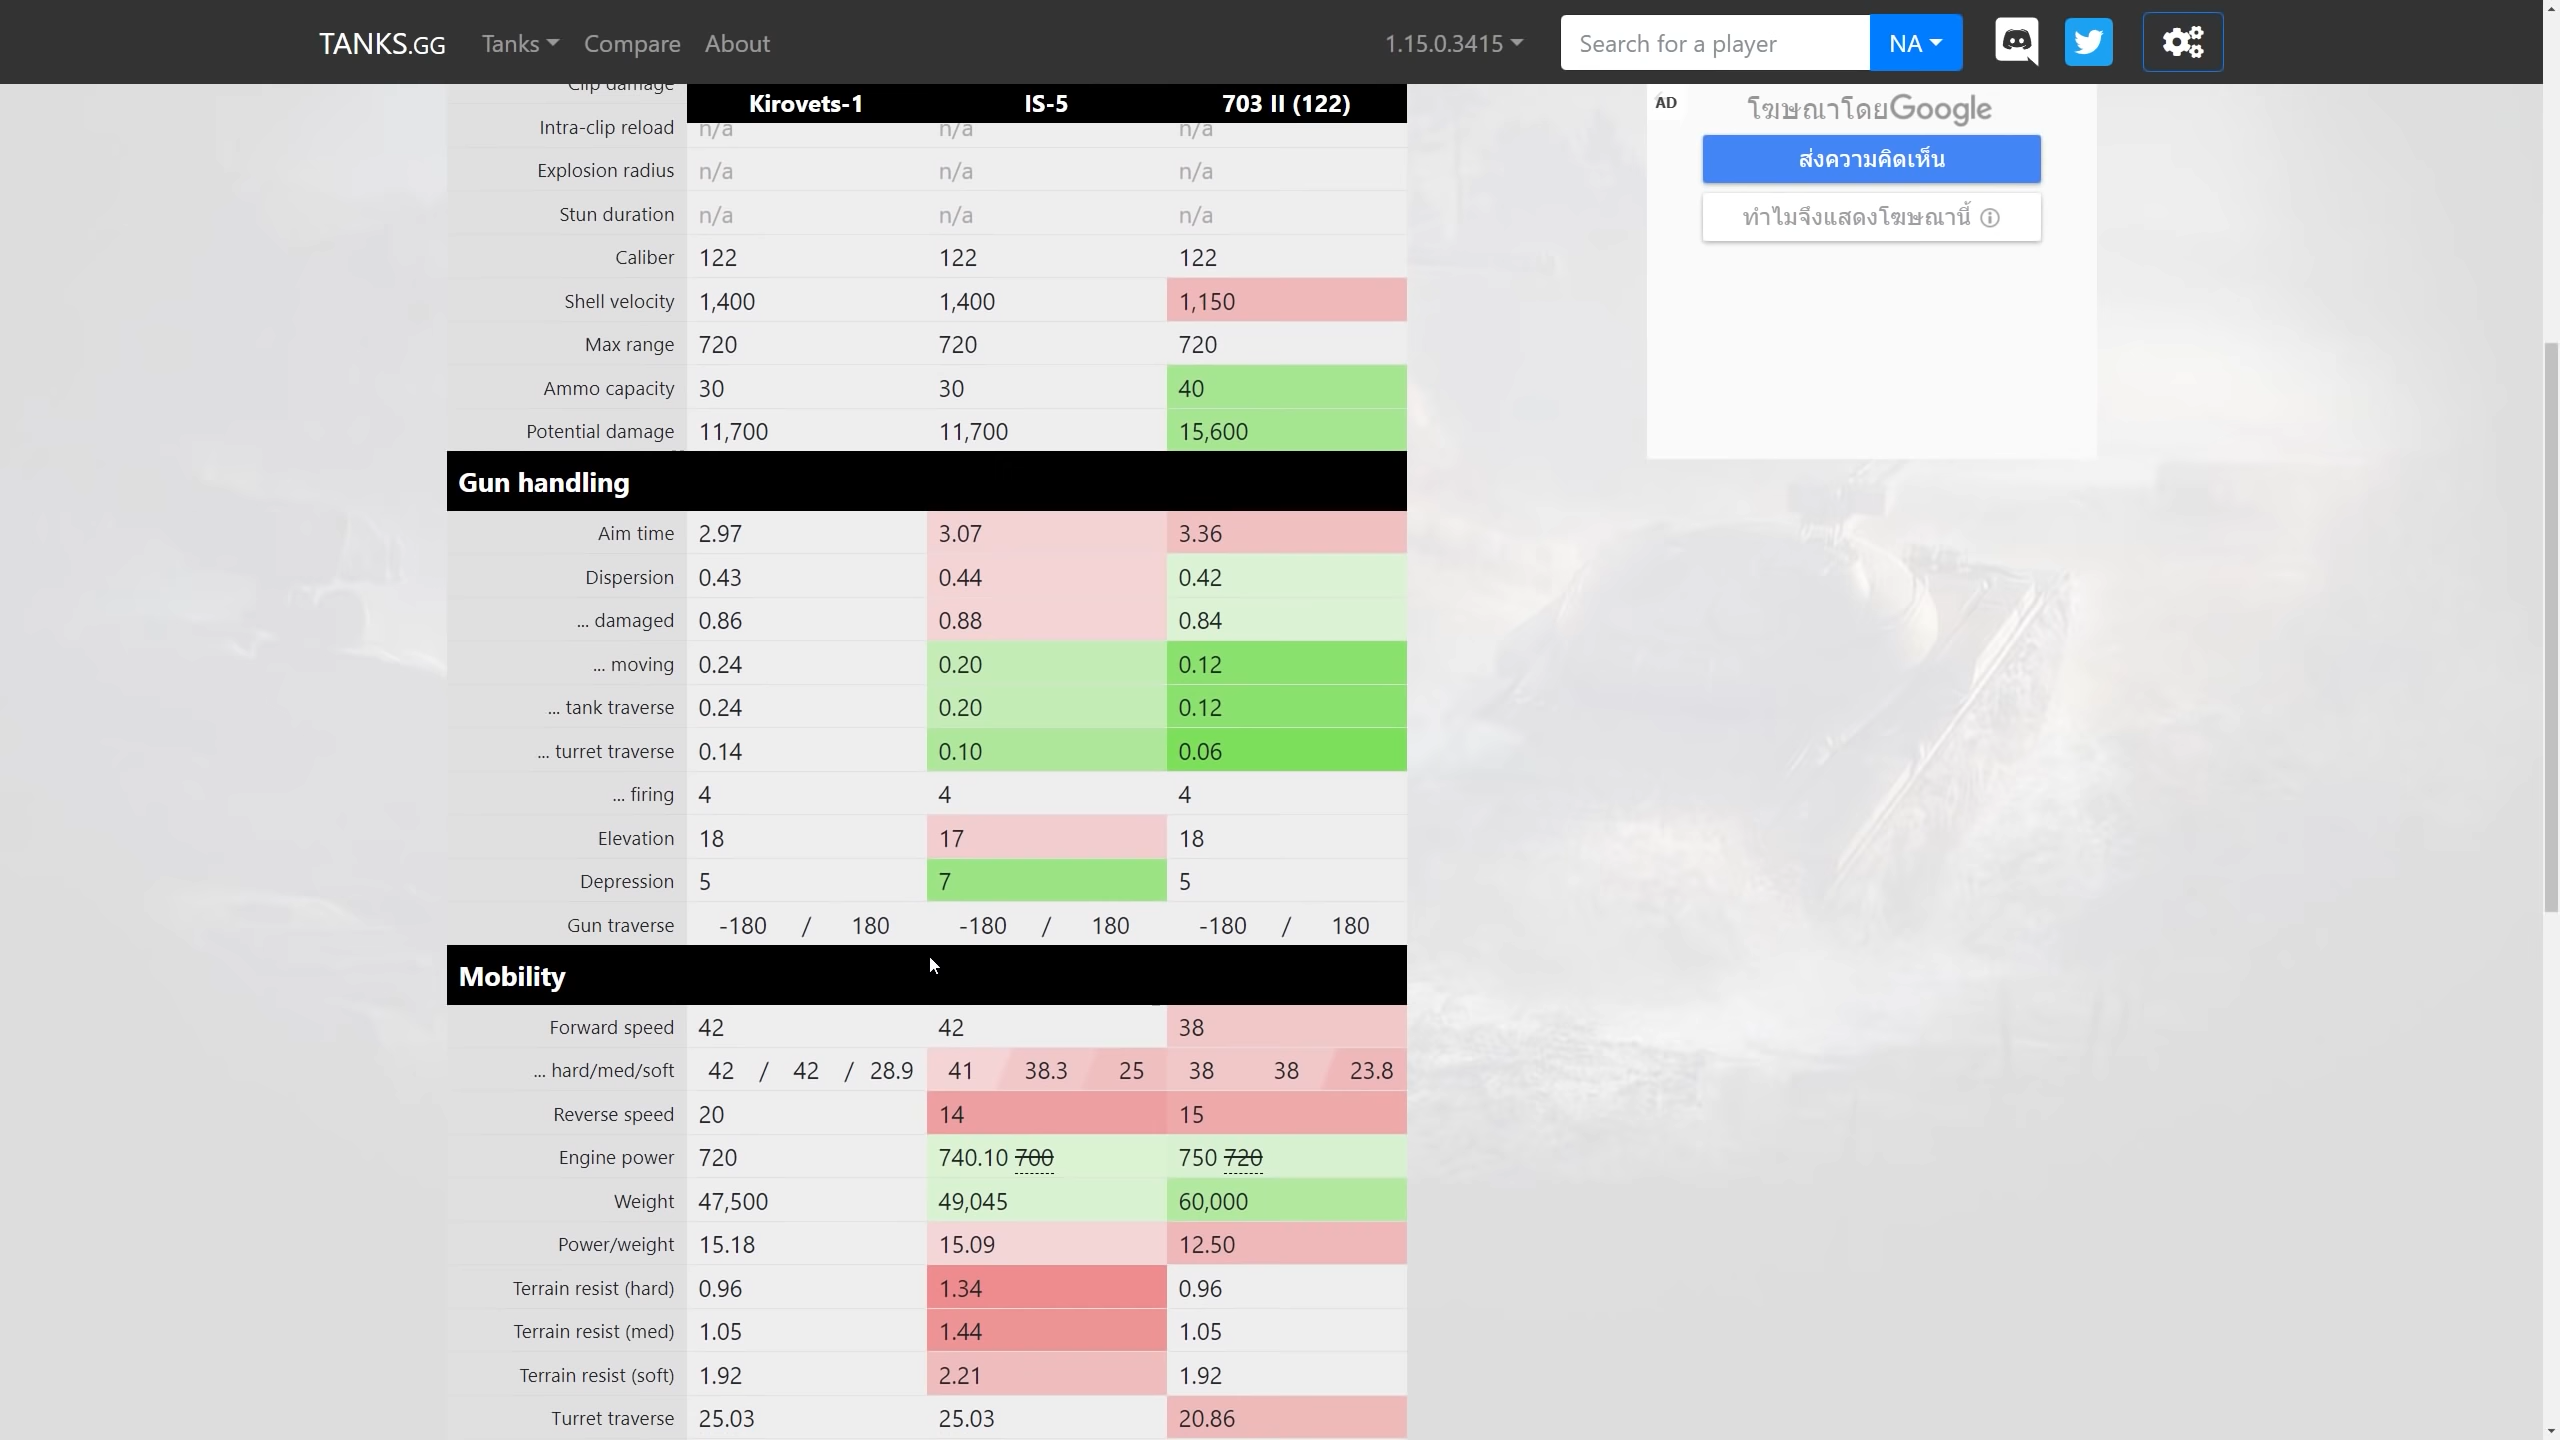 TANKS.GG Tanks Compare About 1.15.0.3415 Search for a player NA
Clip damage Kirovets-1 IS-5 703 II (122)
Intra-clip reload n/a n/a n/a
Explosion radius n/a n/a n/a
Stun duration n/a n/a n/a
Caliber 122 122 122
Shell velocity 1,400 1,400 1,150
Max range 720 720 720
Ammo capacity 30 30 40
Potential damage 11,700 11,700 15,600
Gun handling
Aim time 2.97 3.07 3.36
Dispersion 0.43 0.44 0.42
... damaged 0.86 0.88 0.84
... moving 0.24 0.20 0.12
... tank traverse 0.24 0.20 0.12
... turret traverse 0.14 0.10 0.06
... firing 4 4 4
Elevation 18 17 18
Depression 5 7 5
Gun traverse -180 / 180 -180 / 180 -180 / 180
Mobility
Forward speed 42 42 38
... hard/med/soft 42 / 42 / 28.9 41 38.3 25 38 38 23.8
Reverse speed 20 14 15
Engine power 720 740.10 700 750 720
Weight 47,500 49,045 60,000
Power/weight 15.18 15.09 12.50
Terrain resist (hard) 0.96 1.34 0.96
Terrain resist (med) 1.05 1.44 1.05
Terrain resist (soft) 1.92 2.21 1.92
Turret traverse 25.03 25.03 20.86
AD
โฆษณาโดย Google
ส่งความคิดเห็น
ทำไมจึงแสดงโฆษณานี้